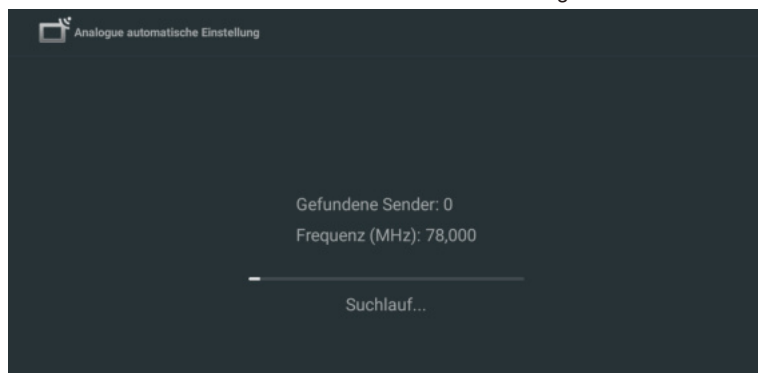 Analogue automatische Einstellung
Gefundene Sender: 0
Frequenz (MHz): 78,000
Suchlauf...